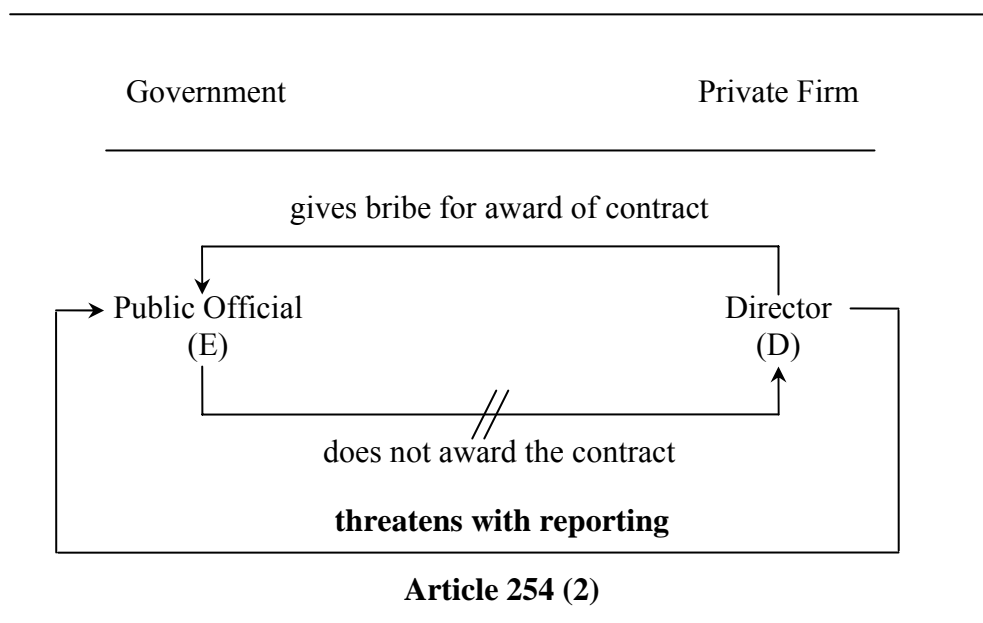 Government Private Firm
gives bribe for award of contract
Public Official Director
(E) (D)
does not award the contract
threatens with reporting
Article 254 (2)